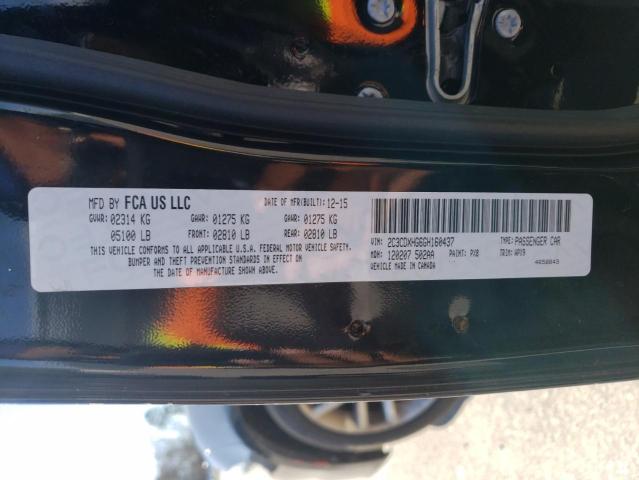 MFD BY FCA US LLC DATE OF MFR(BUILT): 12-15
GVWR: 02314 KG GAWR: 01275 KG GAWR: 01275 KG
05100 LB FRONT: 02810 LB REAR: 02810 LB
THIS VEHICLE CONFORMS TO ALL APPLICABLE U.S.A. FEDERAL MOTOR VEHICLE SAFETY,
BUMPER AND THEFT PREVENTION STANDARDS IN EFFECT ON
THE DATE OF MANUFACTURE SHOWN ABOVE.
VIN: 2C3CDXHG6GH160437 TYPE: PASSENGER CAR
MDH: 120207 502AA PAINT: PX8 TRIM: APX9
VEHICLE MADE IN CANADA